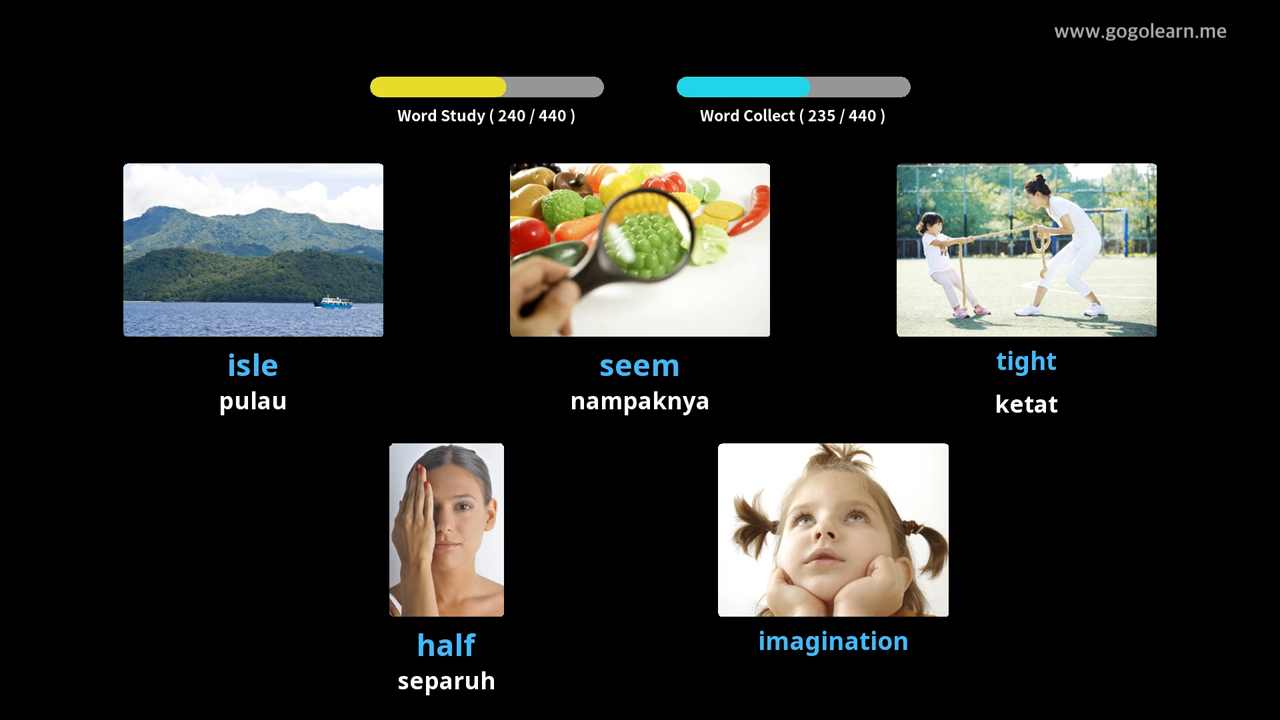 www.gogolearn.me
Word Study ( 240 / 440 )
Word Collect ( 235 / 440 )
isle
pulau
seem
nampaknya
tight
ketat
half
separuh
imagination